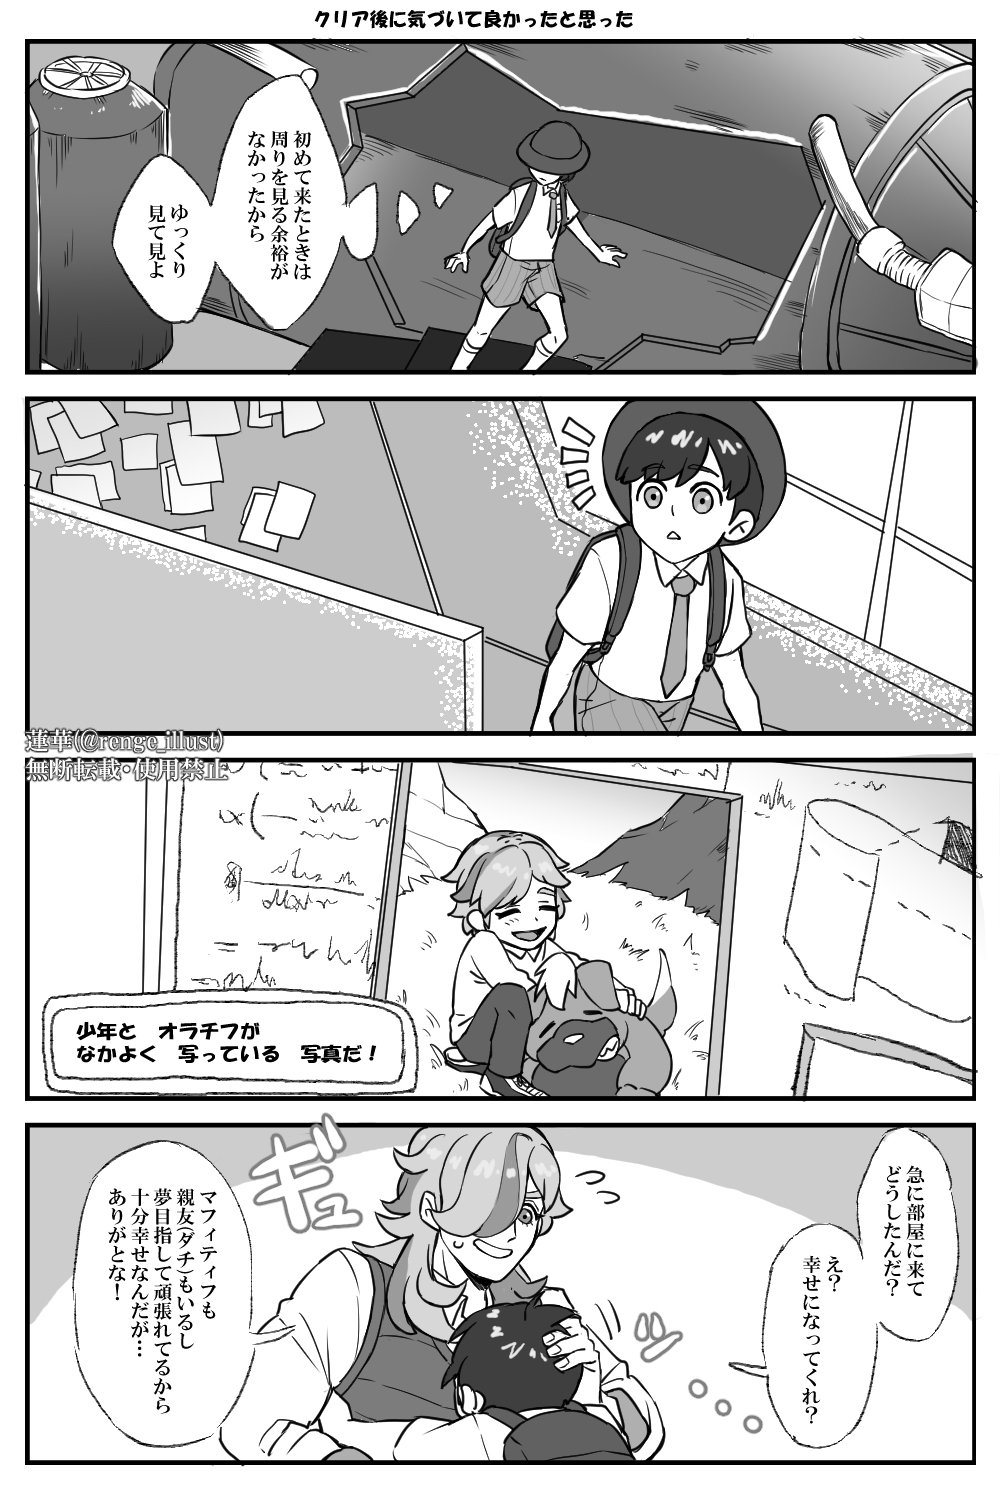 クリア後に気づいて良かったと思った
初めて来たときは
周りを見る余裕が
なかったから
ゆっくり
見て見よ
蓮華(@renge_illust)
無断転載・使用禁止
少年と　オラチフが
なかよく　写っている　写真だ！
急に部屋に来て
どうしたんだ？
え？
幸せになってくれ？
ギュ
ソッ
マフィティフも
親友(ダチ)もいるし
夢目指して頑張れてるから
十分幸せなんだが…
ありがとな！